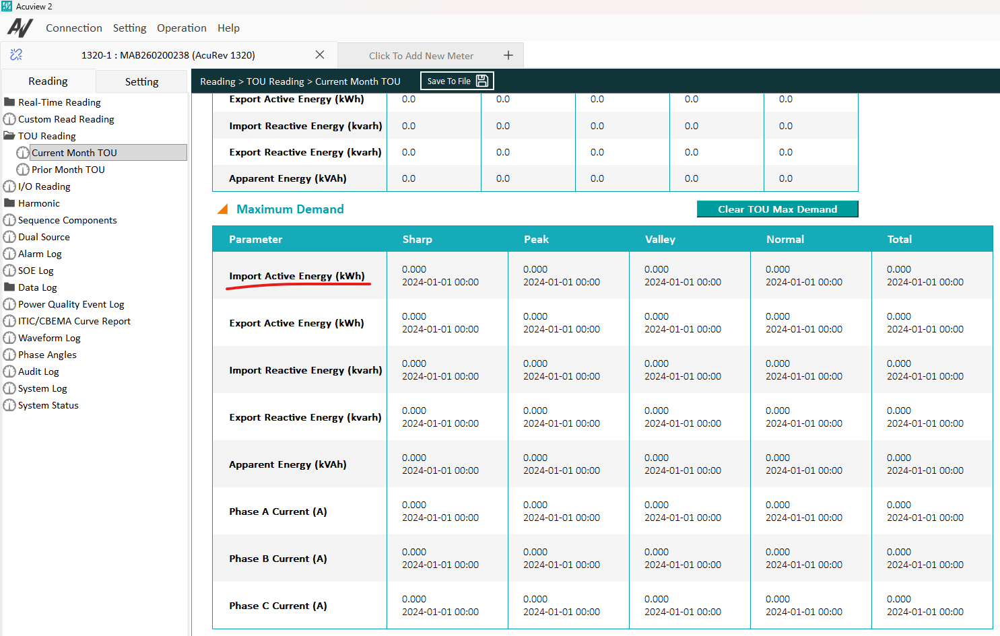 Acuview 2
Connection Setting Operation Help
1320-1 : MAB260200238 (AcuRev 1320)
Click To Add New Meter
Reading Setting
Reading > TOU Reading > Current Month TOU Save To File
Real-Time Reading
Custom Read Reading
TOU Reading
Current Month TOU
Prior Month TOU
I/O Reading
Harmonic
Sequence Components
Dual Source
Alarm Log
SOE Log
Data Log
Power Quality Event Log
ITIC/CBEMA Curve Report
Waveform Log
Phase Angles
Audit Log
System Log
System Status
Export Active Energy (kWh) 0.0 0.0 0.0 0.0 0.0
Import Reactive Energy (kvarh) 0.0 0.0 0.0 0.0 0.0
Export Reactive Energy (kvarh) 0.0 0.0 0.0 0.0 0.0
Apparent Energy (kVAh) 0.0 0.0 0.0 0.0 0.0
Maximum Demand Clear TOU Max Demand
Parameter Sharp Peak Valley Normal Total
Import Active Energy (kWh)
0.000 0.000 0.000 0.000 0.000
2024-01-01 00:00 2024-01-01 00:00 2024-01-01 00:00 2024-01-01 00:00 2024-01-01 00:00
Export Active Energy (kWh)
0.000 0.000 0.000 0.000 0.000
2024-01-01 00:00 2024-01-01 00:00 2024-01-01 00:00 2024-01-01 00:00 2024-01-01 00:00
Import Reactive Energy (kvarh)
0.000 0.000 0.000 0.000 0.000
2024-01-01 00:00 2024-01-01 00:00 2024-01-01 00:00 2024-01-01 00:00 2024-01-01 00:00
Export Reactive Energy (kvarh)
0.000 0.000 0.000 0.000 0.000
2024-01-01 00:00 2024-01-01 00:00 2024-01-01 00:00 2024-01-01 00:00 2024-01-01 00:00
Apparent Energy (kVAh)
0.000 0.000 0.000 0.000 0.000
2024-01-01 00:00 2024-01-01 00:00 2024-01-01 00:00 2024-01-01 00:00 2024-01-01 00:00
Phase A Current (A)
0.000 0.000 0.000 0.000 0.000
2024-01-01 00:00 2024-01-01 00:00 2024-01-01 00:00 2024-01-01 00:00 2024-01-01 00:00
Phase B Current (A)
0.000 0.000 0.000 0.000 0.000
2024-01-01 00:00 2024-01-01 00:00 2024-01-01 00:00 2024-01-01 00:00 2024-01-01 00:00
Phase C Current (A)
0.000 0.000 0.000 0.000 0.000
2024-01-01 00:00 2024-01-01 00:00 2024-01-01 00:00 2024-01-01 00:00 2024-01-01 00:00